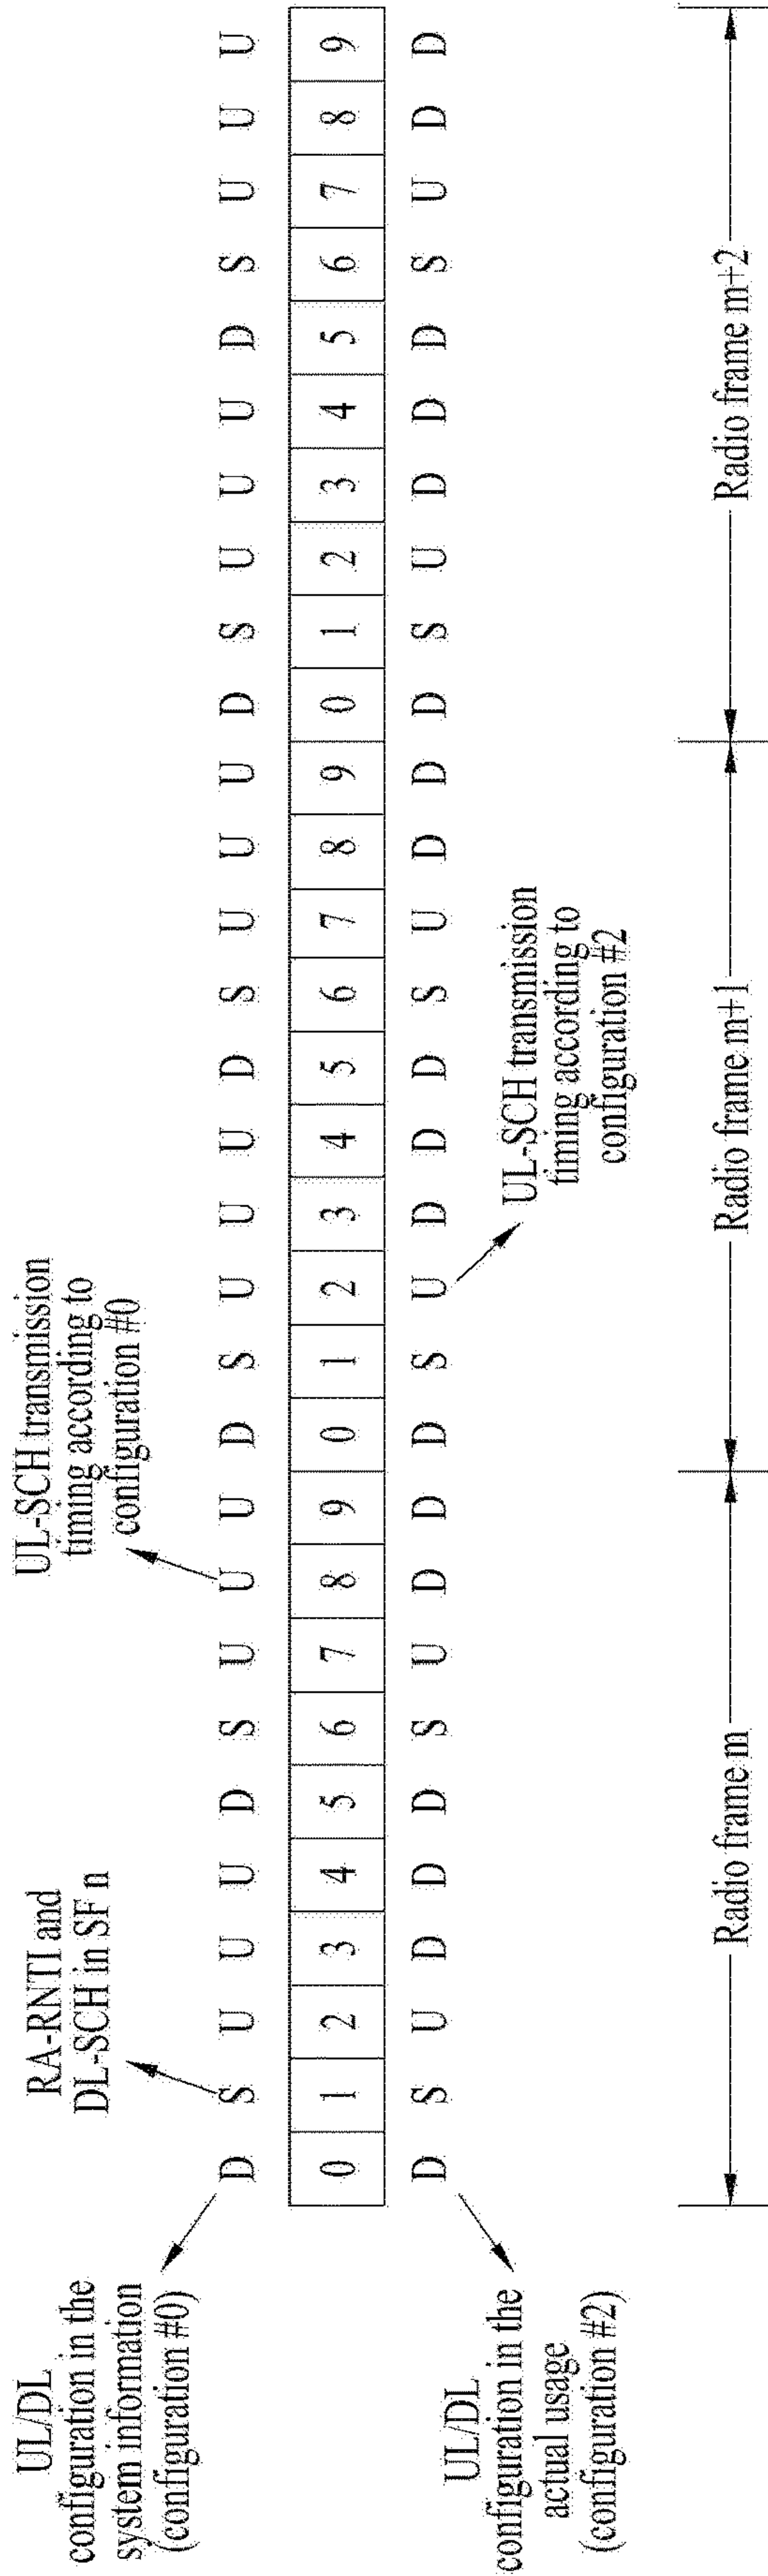 UL-SCH transmission
timing according to
configuration #0
RA-RNTI and
DL-SCH in SF n
UL/DL
configuration in the
system information
(configuration #0)
D S U U U D S U U U D S U U U D S U U U D S U U U D S U U U
0 1 2 3 4 5 6 7 8 9 0 1 2 3 4 5 6 7 8 9 0 1 2 3 4 5 6 7 8 9
D S U D D D S U D D D S U D D D S U D D D S U D D D S U D D
UL/DL
configuration in the
actual usage
(configuration #2)
UL-SCH transmission
timing according to
configuration #2
Radio frame m
Radio frame m+1
Radio frame m+2